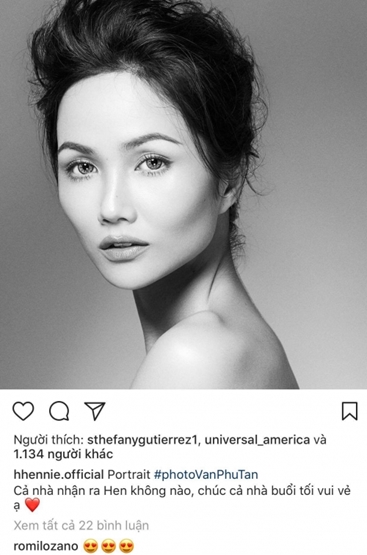 Người thích: sthefanygutierrez1, universal_america và
1.134 người khác
hhennie.official Portrait #photoVanPhuTan
Cả nhà nhận ra Hen không nào, chúc cả nhà buổi tối vui vẻ
ạ ❤️
Xem tất cả 22 bình luận
romilozano 😍😍😍